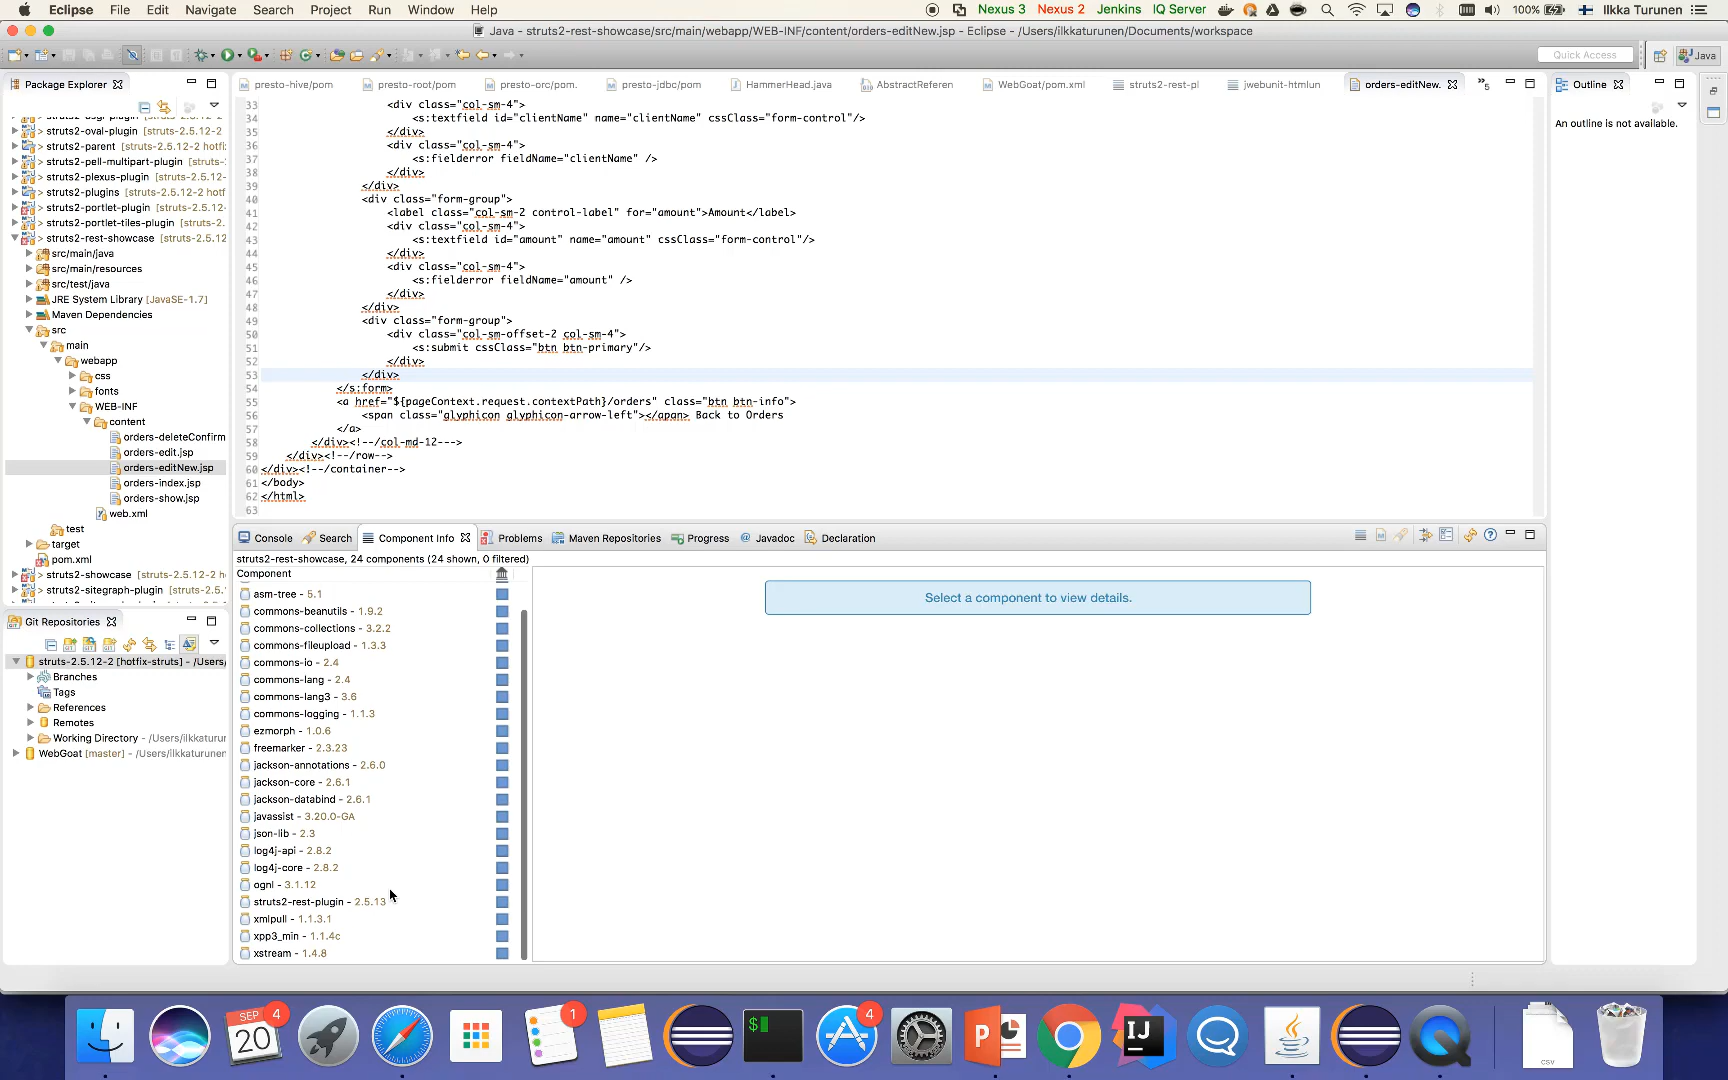 Eclipse File Edit Navigate Search Project Run Window Help
Nexus 3 Nexus 2 Jenkins IQ Server 100% Ilkka Turunen
Java - struts2-rest-showcase/src/main/webapp/WEB-INF/content/orders-editNew.jsp - Eclipse - /Users/ilkkaturunen/Documents/workspace
Quick Access
Java
Package Explorer
struts2-oval-plugin [struts-2.5.12-2
struts2-parent [struts-2.5.12-2 hotfi
struts2-pell-multipart-plugin [struts-
struts2-plexus-plugin [struts-2.5.12-
struts2-plugins [struts-2.5.12-2 hotf
struts2-portlet-plugin [struts-2.5.12-
struts2-portlet-tiles-plugin [struts-2.
struts2-rest-showcase [struts-2.5.12
src/main/java
src/main/resources
src/test/java
JRE System Library [JavaSE-1.7]
Maven Dependencies
src
main
webapp
css
fonts
WEB-INF
content
orders-deleteConfirm
orders-edit.jsp
orders-editNew.jsp
orders-index.jsp
orders-show.jsp
web.xml
test
target
pom.xml
struts2-showcase [struts-2.5.12-2 h
struts2-sitegraph-plugin [struts-2.5.
Git Repositories
struts-2.5.12-2 [hotfix-struts] - /Users/
Branches
Tags
References
Remotes
Working Directory - /Users/ilkkaturur
WebGoat [master] - /Users/ilkkaturunen
presto-hive/pom presto-root/pom presto-orc/pom. presto-jdbc/pom HammerHead.java AbstractReferen WebGoat/pom.xml struts2-rest-pl jwebunit-htmlun orders-editNew. 5
33 <div class="col-sm-4">
34 <s:textfield id="clientName" name="clientName" cssClass="form-control"/>
35 </div>
36 <div class="col-sm-4">
37 <s:fielderror fieldName="clientName" />
38 </div>
39 </div>
40 <div class="form-group">
41 <label class="col-sm-2 control-label" for="amount">Amount</label>
42 <div class="col-sm-4">
43 <s:textfield id="amount" name="amount" cssClass="form-control"/>
44 </div>
45 <div class="col-sm-4">
46 <s:fielderror fieldName="amount" />
47 </div>
48 </div>
49 <div class="form-group">
50 <div class="col-sm-offset-2 col-sm-4">
51 <s:submit cssClass="btn btn-primary"/>
52 </div>
53 </div>
54 </s:form>
55 <a href="${pageContext.request.contextPath}/orders" class="btn btn-info">
56 <span class="glyphicon glyphicon-arrow-left"></apan> Back to Orders
57 </a>
58 </div><!--/col-md-12--->
59 </div><!--/row-->
60 </div><!--/container-->
61 </body>
62 </html>
63
Outline
An outline is not available.
Console Search Component Info Problems Maven Repositories Progress Javadoc Declaration
struts2-rest-showcase, 24 components (24 shown, 0 filtered)
Component
asm-tree - 5.1
commons-beanutils - 1.9.2
commons-collections - 3.2.2
commons-fileupload - 1.3.3
commons-io - 2.4
commons-lang - 2.4
commons-lang3 - 3.6
commons-logging - 1.1.3
ezmorph - 1.0.6
freemarker - 2.3.23
jackson-annotations - 2.6.0
jackson-core - 2.6.1
jackson-databind - 2.6.1
javassist - 3.20.0-GA
json-lib - 2.3
log4j-api - 2.8.2
log4j-core - 2.8.2
ognl - 3.1.12
struts2-rest-plugin - 2.5.13
xmlpull - 1.1.3.1
xpp3_min - 1.1.4c
xstream - 1.4.8
Select a component to view details.
SEP
20
4
1
$
4
P
IJ
CSV